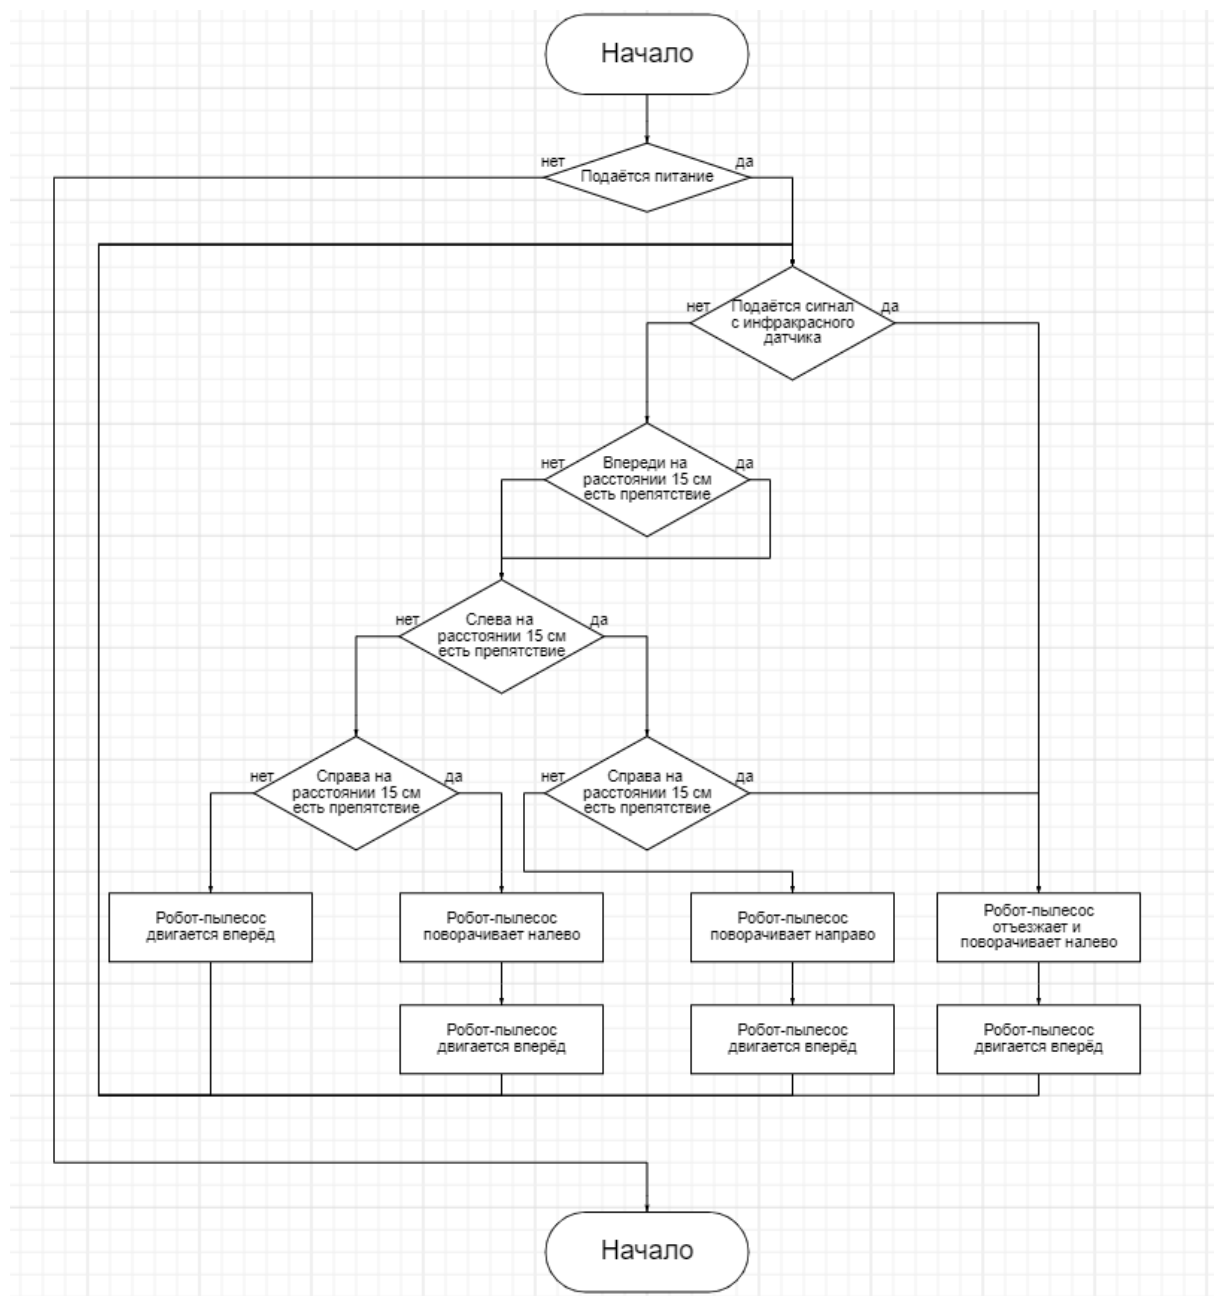 Начало
нет
да
Подаётся питание
нет
да
Подаётся сигнал
с инфракрасного
датчика
нет
да
Впереди на
расстоянии 15 см
есть препятствие
нет
да
Слева на
расстоянии 15 см
есть препятствие
нет
да
Справа на
расстоянии 15 см
есть препятствие
нет
да
Справа на
расстоянии 15 см
есть препятствие
Робот-пылесос
двигается вперёд
Робот-пылесос
поворачивает налево
Робот-пылесос
поворачивает направо
Робот-пылесос
отъезжает и
поворачивает налево
Робот-пылесос
двигается вперёд
Робот-пылесос
двигается вперёд
Робот-пылесос
двигается вперёд
Начало